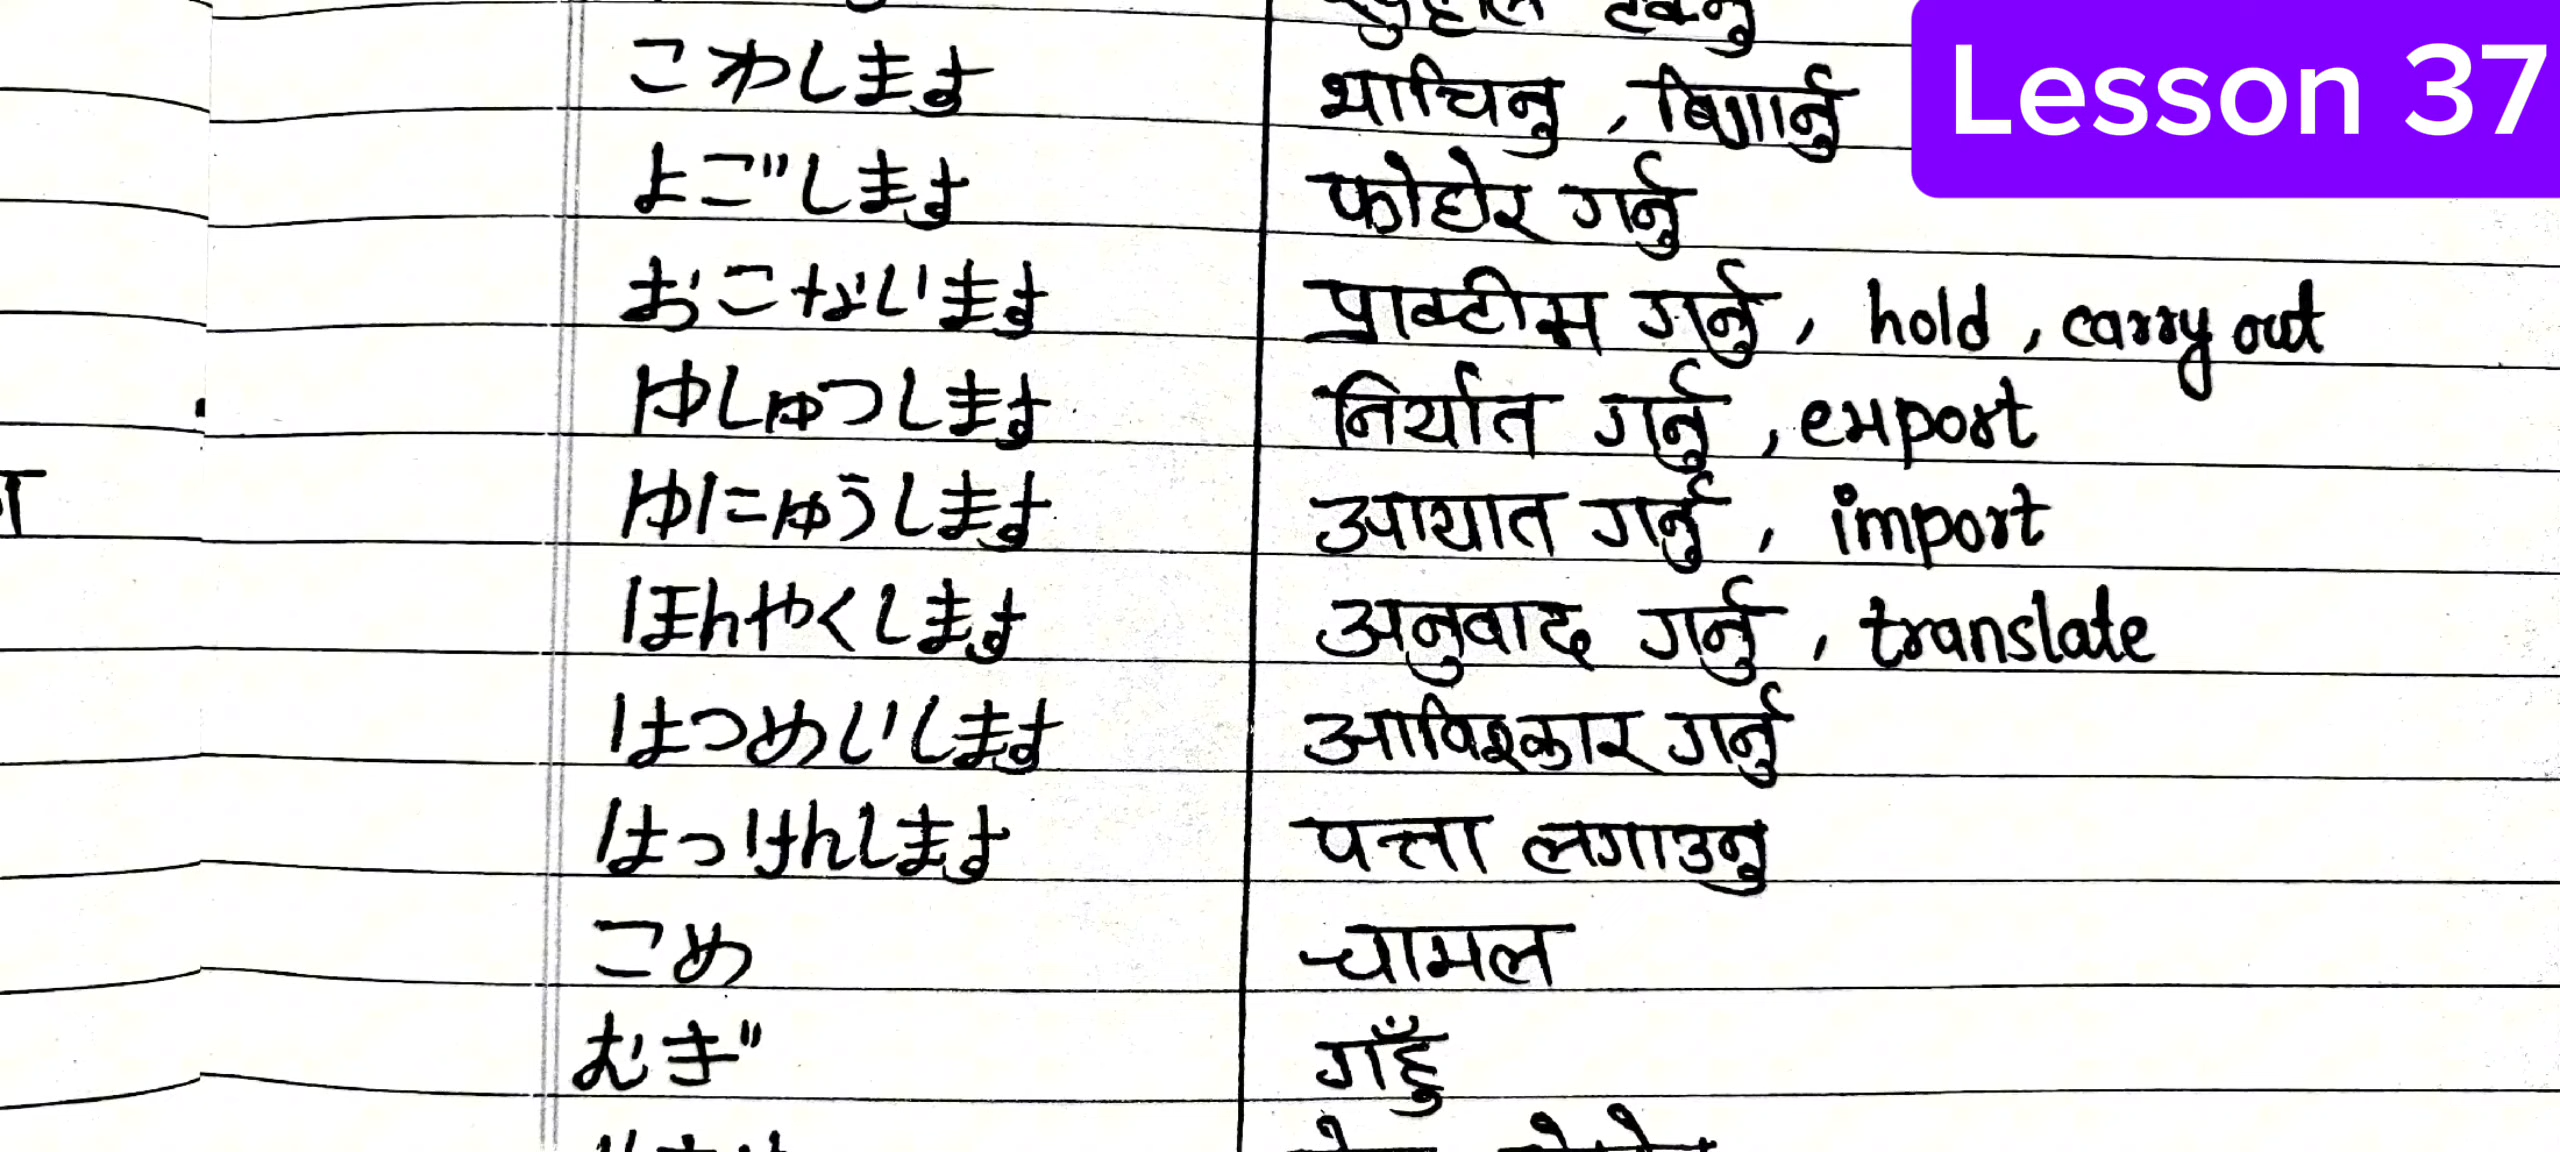 Lesson 37
こわします भाचिनु , बिगार्नु
よごします फोहोर गर्नु
おこないます प्राक्टीस गर्नु , hold , carry out
ゆしゅつします निर्यात गर्नु , export
ゆにゅうします आयात गर्नु , import
ほんやくします अनुवाद गर्नु , translate
はつめいします आविश्कार गर्नु
はっけんします पत्ता लगाउनु
こめ चामल
むぎ गहुँ